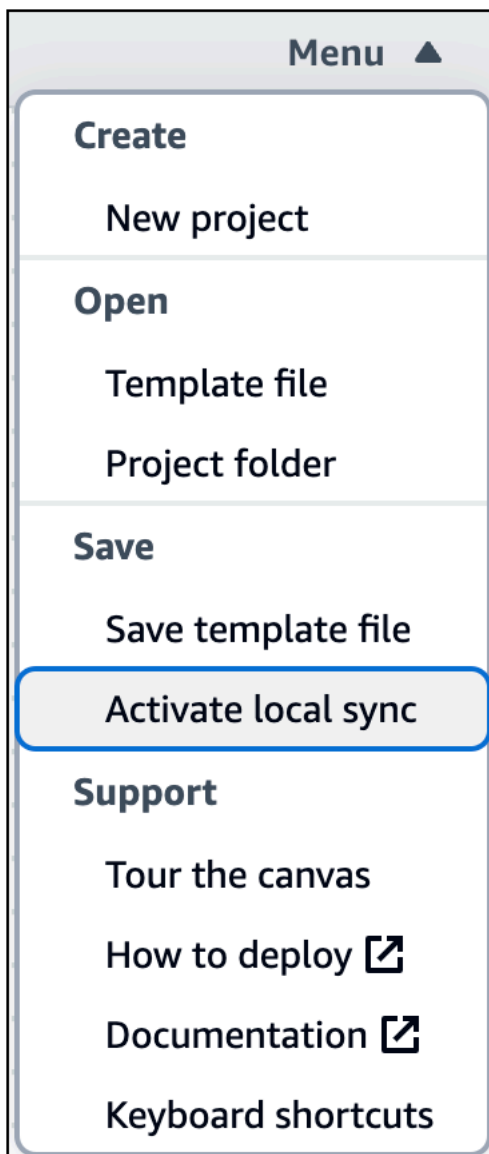 Menu
Create
New project
Open
Template file
Project folder
Save
Save template file
Activate local sync
Support
Tour the canvas
How to deploy
Documentation
Keyboard shortcuts